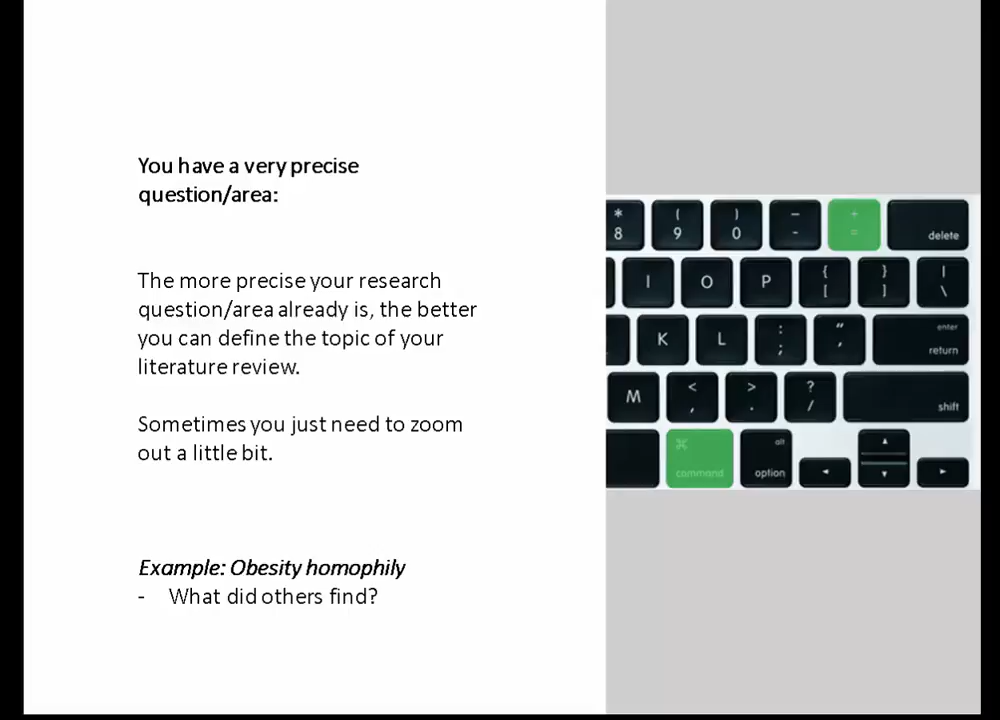 You have a very precise
question/area:
The more precise your research
question/area already is, the better
you can define the topic of your
literature review.
Sometimes you just need to zoom
out a little bit.
Example: Obesity homophily
- What did others find?
* ( ) — +
8 9 0 - = delete
I O P { } |
[ ] \
K L : " enter
; ' return
M < > ?
, . / shift
⌘ alt
command option